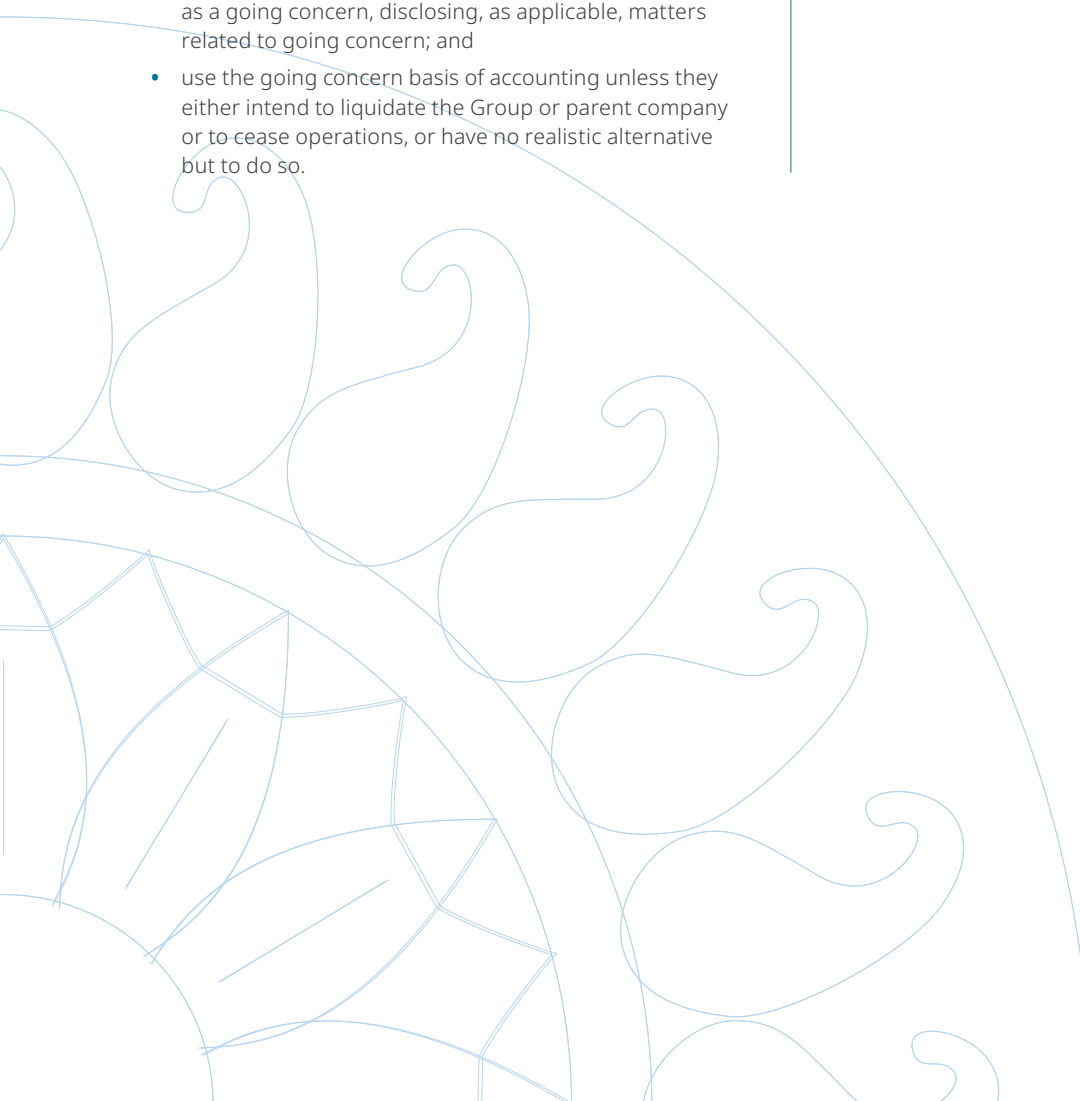 as a going concern, disclosing, as applicable, matters
related to going concern; and
• use the going concern basis of accounting unless they
either intend to liquidate the Group or parent company
or to cease operations, or have no realistic alternative
but to do so.